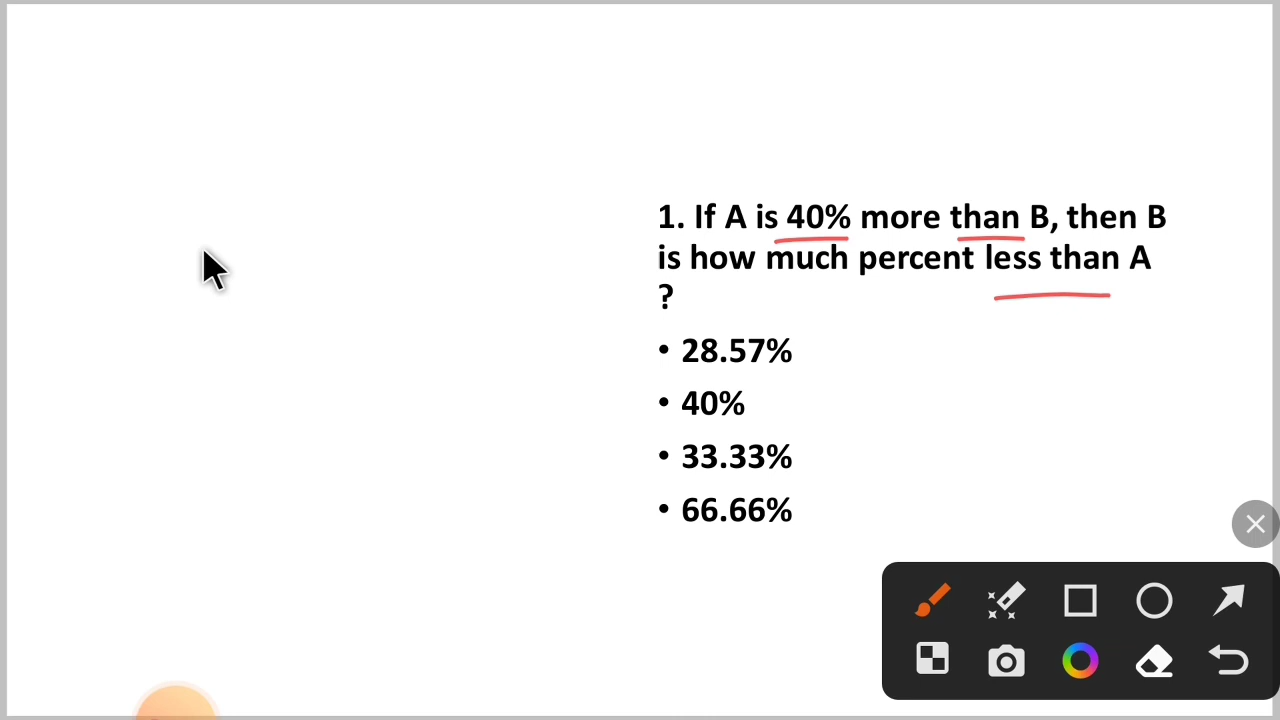 1. If A is 40% more than B, then B
is how much percent less than A
?
• 28.57%
• 40%
• 33.33%
• 66.66%